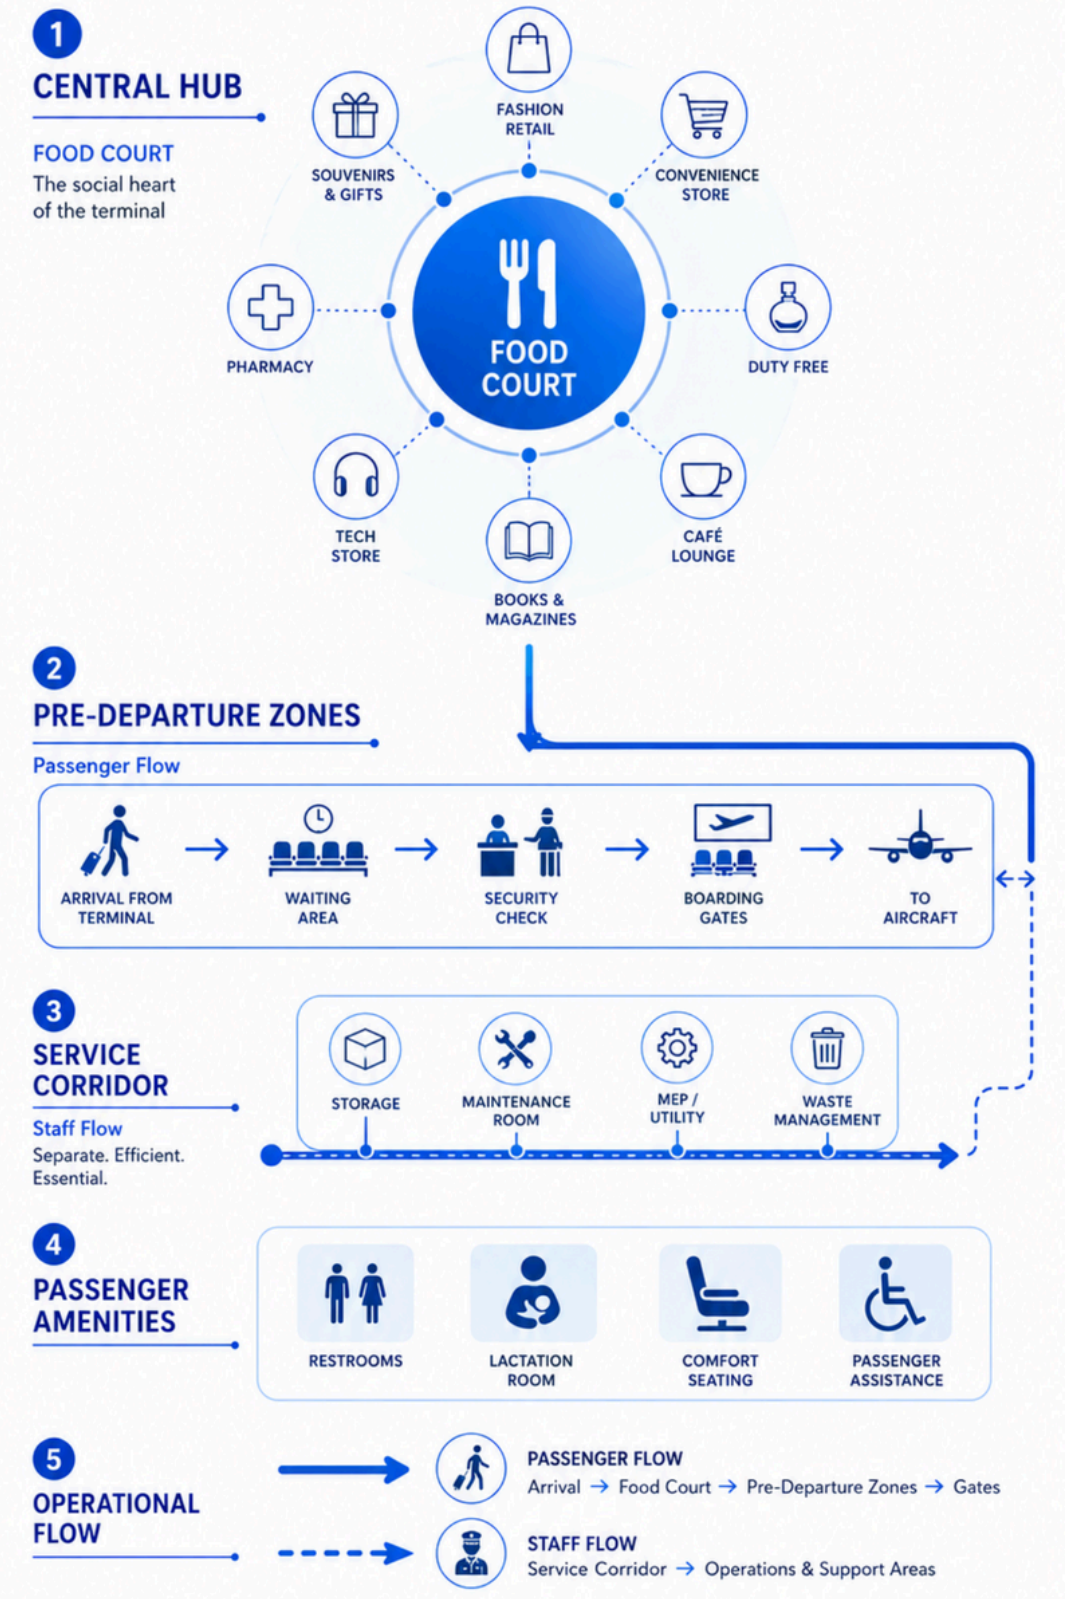 1
CENTRAL HUB
FOOD COURT
The social heart
of the terminal
FASHION
RETAIL
SOUVENIRS
& GIFTS
CONVENIENCE
STORE
PHARMACY
FOOD
COURT
DUTY FREE
TECH
STORE
CAFÉ
LOUNGE
BOOKS &
MAGAZINES
2
PRE-DEPARTURE ZONES
Passenger Flow
ARRIVAL FROM
TERMINAL
WAITING
AREA
SECURITY
CHECK
BOARDING
GATES
TO
AIRCRAFT
3
SERVICE
CORRIDOR
Staff Flow
Separate. Efficient.
Essential.
STORAGE
MAINTENANCE
ROOM
MEP /
UTILITY
WASTE
MANAGEMENT
4
PASSENGER
AMENITIES
RESTROOMS
LACTATION
ROOM
COMFORT
SEATING
PASSENGER
ASSISTANCE
5
OPERATIONAL
FLOW
PASSENGER FLOW
Arrival → Food Court → Pre-Departure Zones → Gates
STAFF FLOW
Service Corridor → Operations & Support Areas